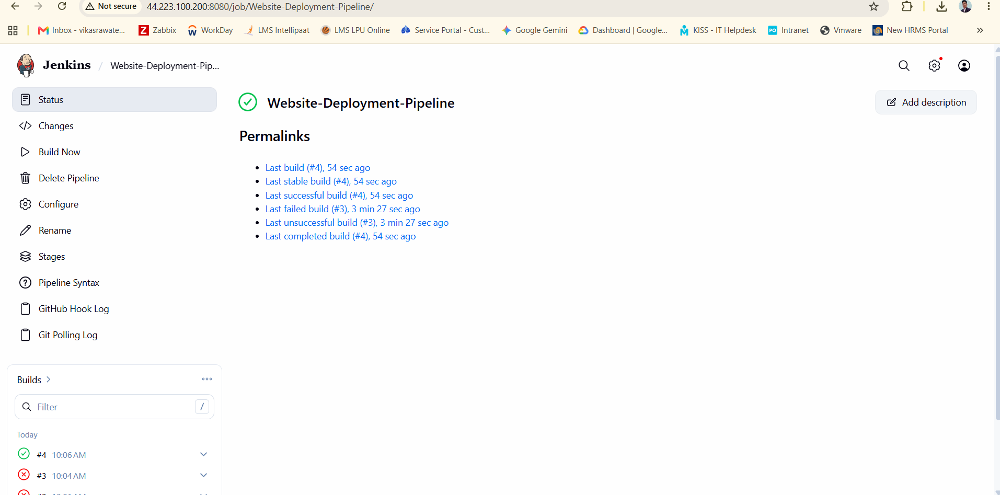 Not secure 44.223.100.200:8080/job/Website-Deployment-Pipeline/
Inbox - vikasrawate... Zabbix WorkDay LMS Intellipaat LMS LPU Online Service Portal - Cust... Google Gemini Dashboard | Google... KISS - IT Helpdesk PO Intranet Vmware New HRMS Portal
Jenkins / Website-Deployment-Pip...
Status
Changes
Build Now
Delete Pipeline
Configure
Rename
Stages
Pipeline Syntax
GitHub Hook Log
Git Polling Log
Builds
Filter /
Today
#4 10:06 AM
#3 10:04 AM
Website-Deployment-Pipeline
Add description
Permalinks
Last build (#4), 54 sec ago
Last stable build (#4), 54 sec ago
Last successful build (#4), 54 sec ago
Last failed build (#3), 3 min 27 sec ago
Last unsuccessful build (#3), 3 min 27 sec ago
Last completed build (#4), 54 sec ago